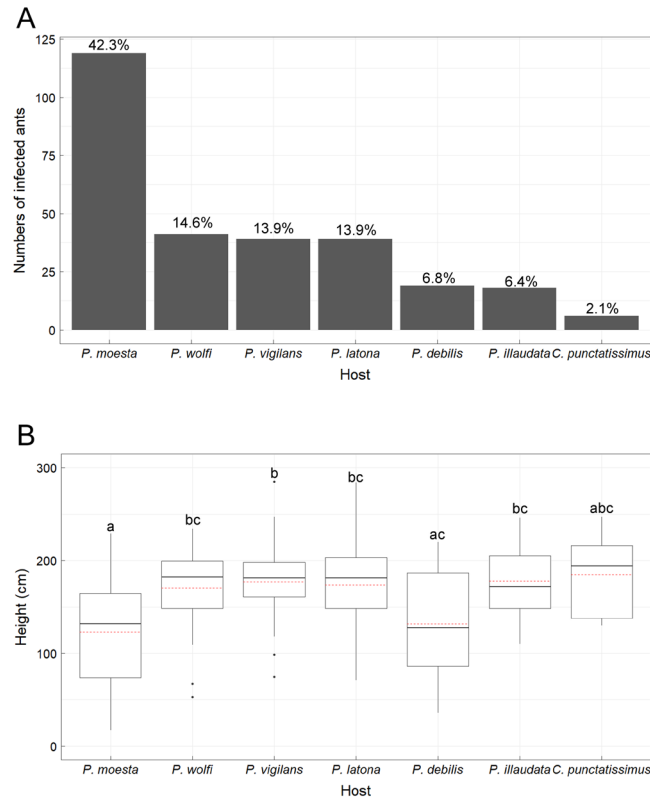 A
Numbers of infected ants
125
100
75
50
25
0
42.3%
14.6%
13.9%
13.9%
6.8%
6.4%
2.1%
P. moesta P. wolfi P. vigilans P. latona P. debilis P. illaudata C. punctatissimus
Host
B
Height (cm)
300
200
100
0
a
bc
b
bc
ac
bc
abc
P. moesta P. wolfi P. vigilans P. latona P. debilis P. illaudata C. punctatissimus
Host